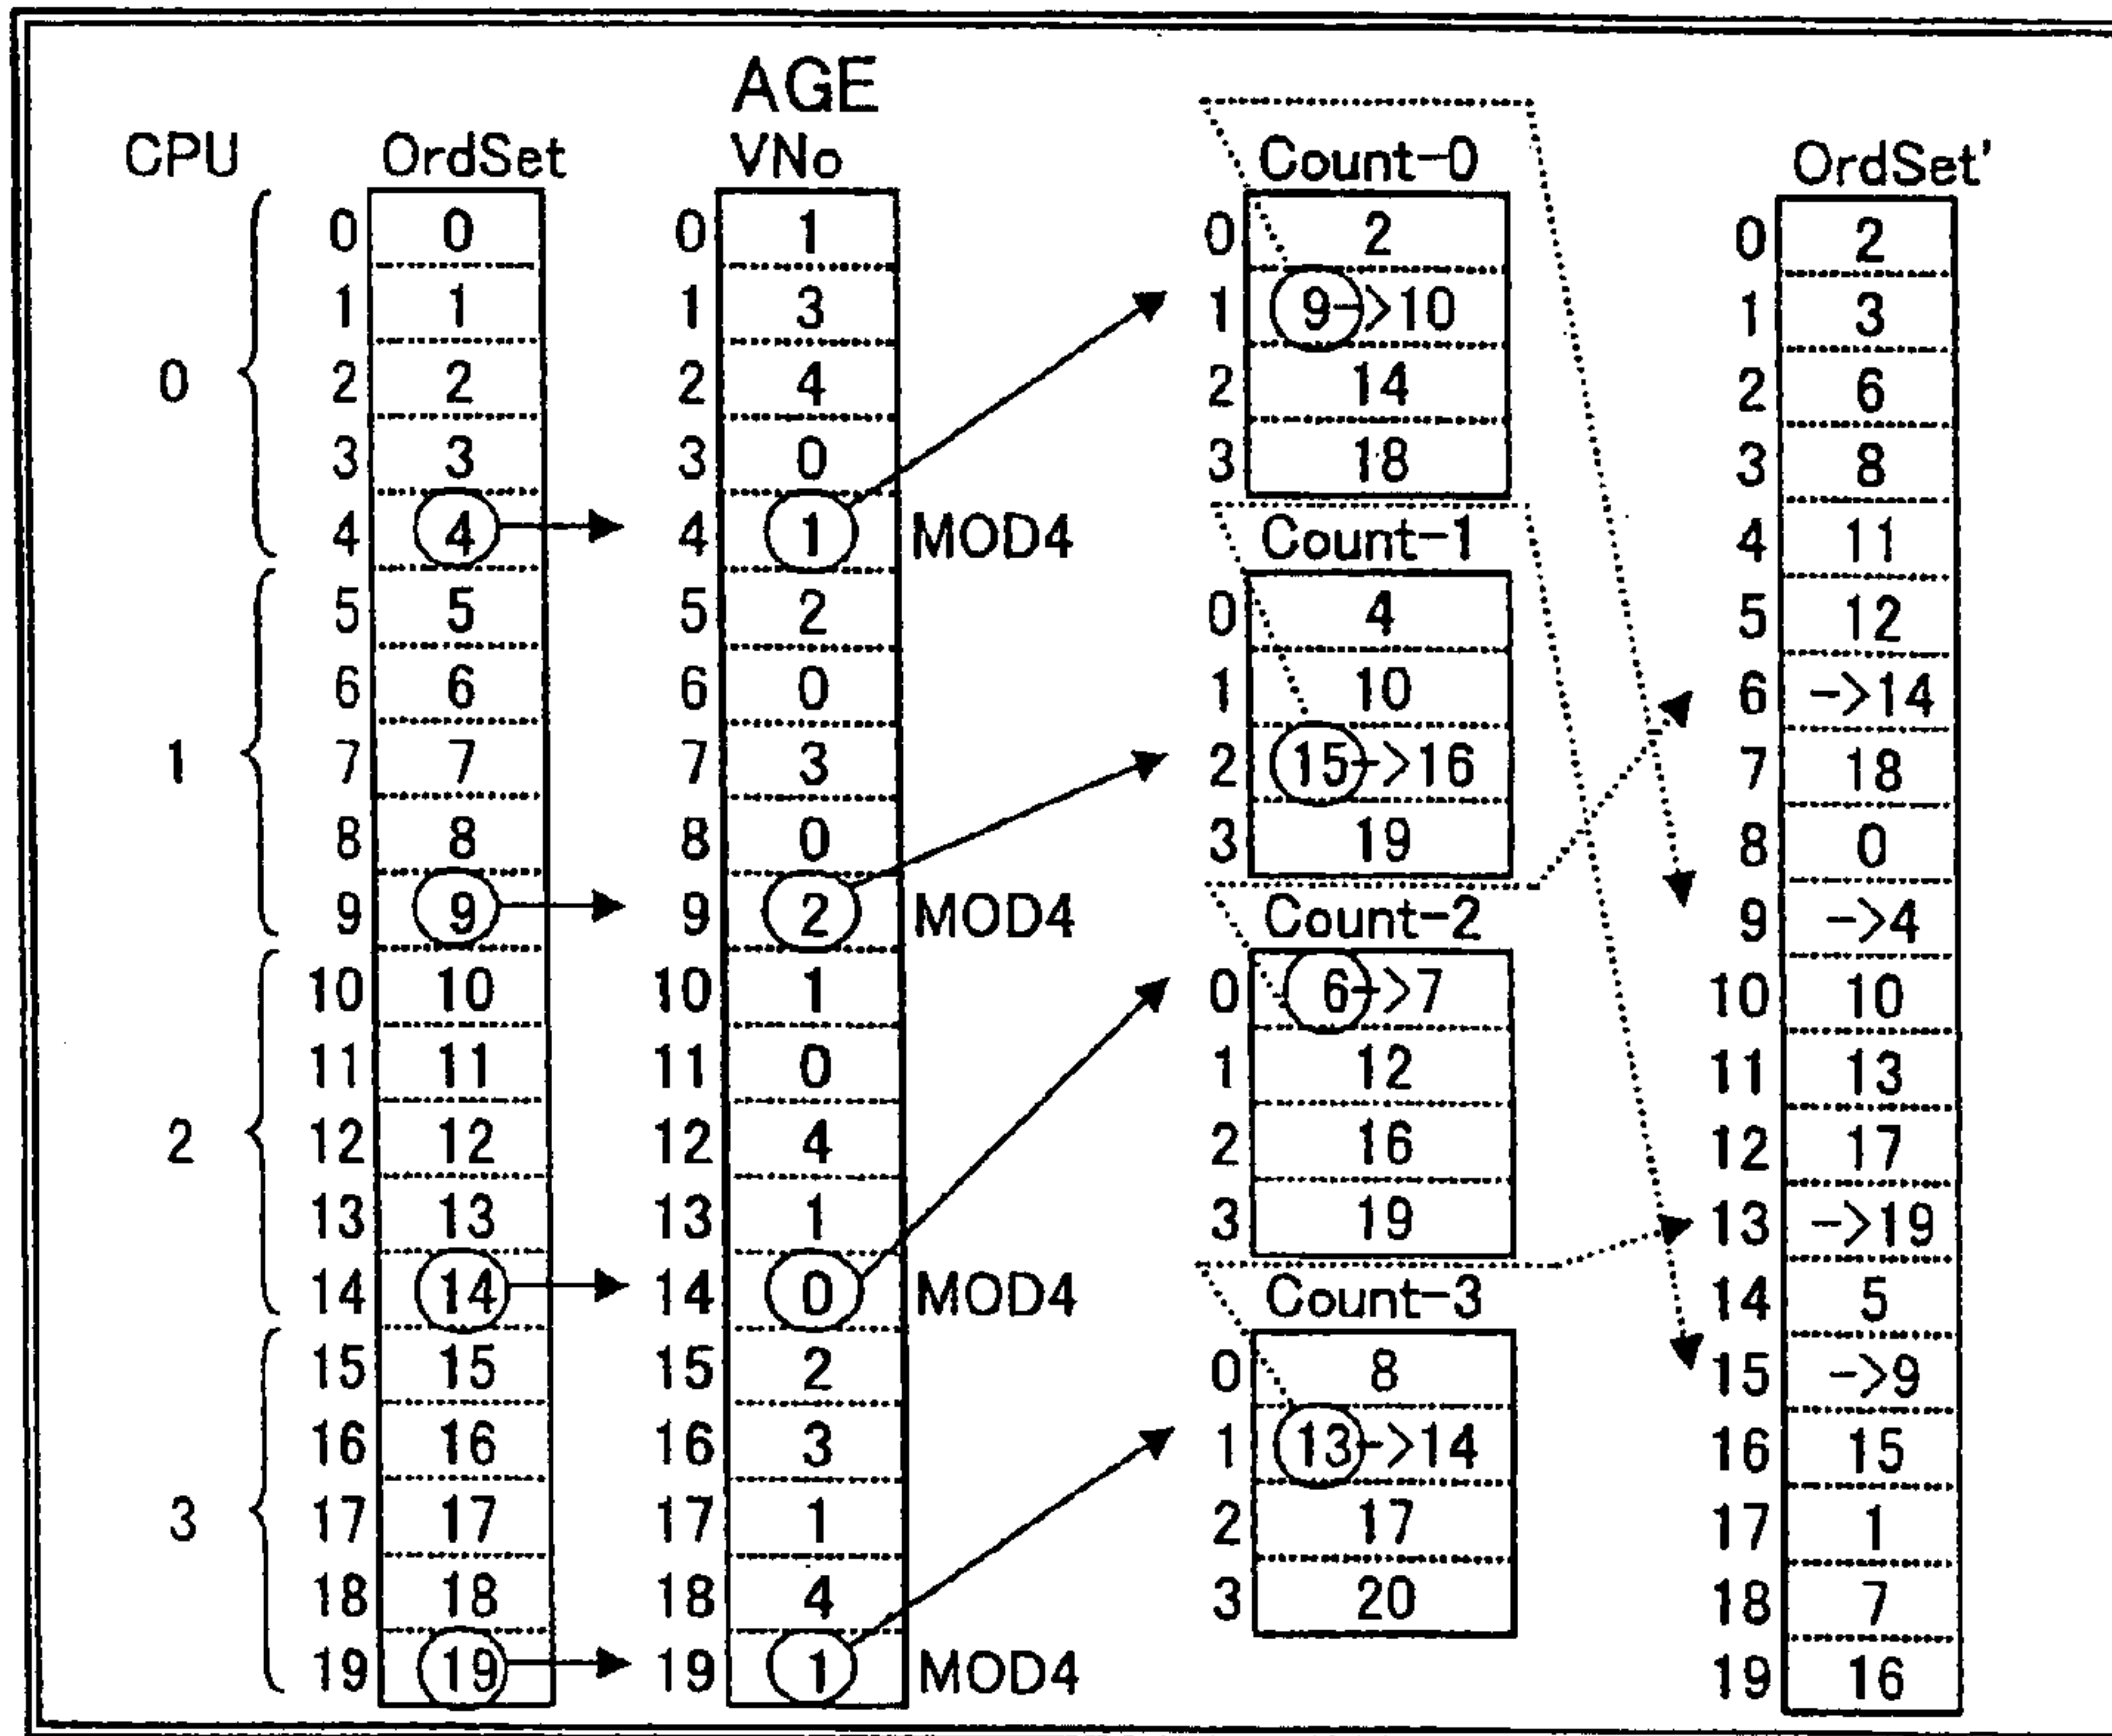 AGE
CPU OrdSet VNo Count-0 OrdSet'
0 0 0 1 0 2 0 2
1 1 1 3 1 9->10 1 3
0 2 2 2 4 2 14 2 6
3 3 3 0 3 18 3 8
4 4 4 1 MOD4 Count-1 4 11
5 5 5 2 0 4 5 12
6 6 6 0 1 10 6 ->14
1 7 7 7 3 2 15->16 7 18
8 8 8 0 3 19 8 0
9 9 9 2 MOD4 Count-2 9 ->4
10 10 10 1 0 6->7 10 10
11 11 11 0 1 12 11 13
2 12 12 12 4 2 16 12 17
13 13 13 1 3 19 13 ->19
14 14 14 0 MOD4 Count-3 14 5
15 15 15 2 0 8 15 ->9
16 16 16 3 1 13->14 16 15
3 17 17 17 1 2 17 17 1
18 18 18 4 3 20 18 7
19 19 19 1 MOD4 19 16